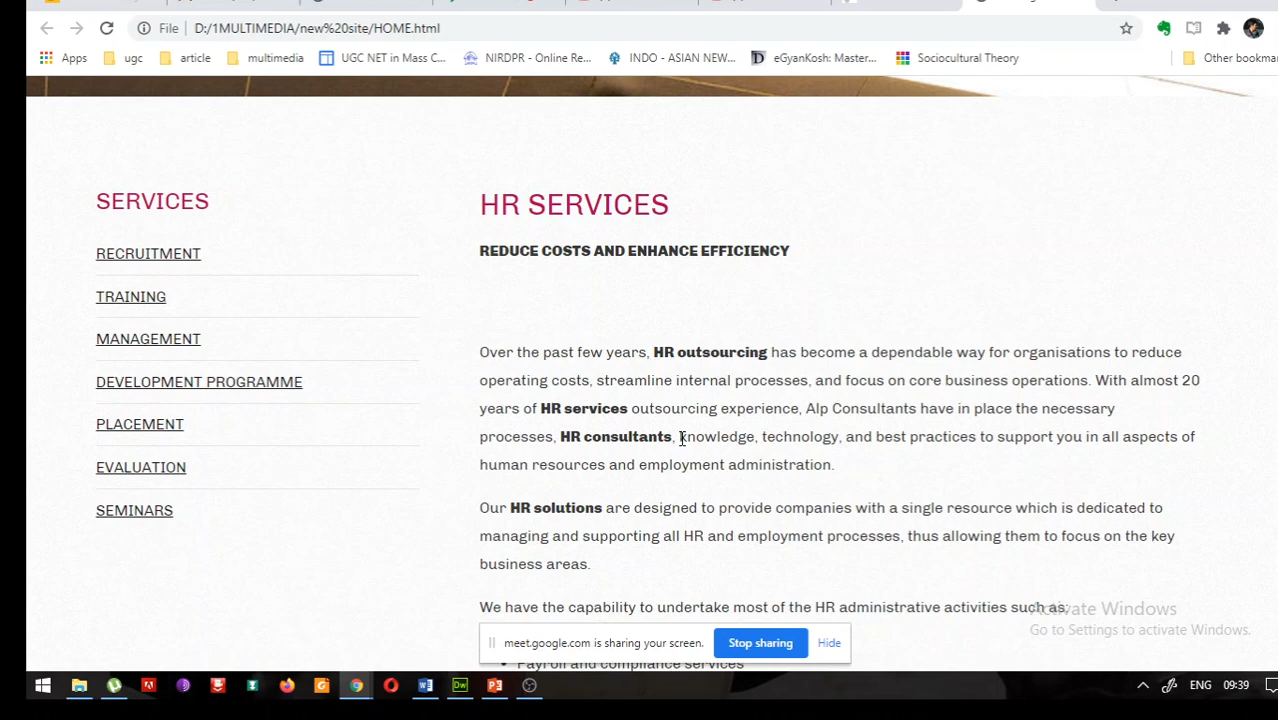 File
D:/1MULTIMEDIA/new%20site/HOME.html
Apps
ugc
article
multimedia
UGC NET in Mass C...
NIRDPR - Online Re...
INDO - ASIAN NEW...
eGyanKosh: Master...
Sociocultural Theory
Other bookma
SERVICES
RECRUITMENT
TRAINING
MANAGEMENT
DEVELOPMENT PROGRAMME
PLACEMENT
EVALUATION
SEMINARS
HR SERVICES
REDUCE COSTS AND ENHANCE EFFICIENCY
Over the past few years, HR outsourcing has become a dependable way for organisations to reduce
operating costs, streamline internal processes, and focus on core business operations. With almost 20
years of HR services outsourcing experience, Alp Consultants have in place the necessary
processes, HR consultants, knowledge, technology, and best practices to support you in all aspects of
human resources and employment administration.
Our HR solutions are designed to provide companies with a single resource which is dedicated to
managing and supporting all HR and employment processes, thus allowing them to focus on the key
business areas.
We have the capability to undertake most of the HR administrative activities such as:
Payroll and compliance services
Activate Windows
Go to Settings to activate Windows.
meet.google.com is sharing your screen.
Stop sharing
Hide
Dw
ENG
09:39